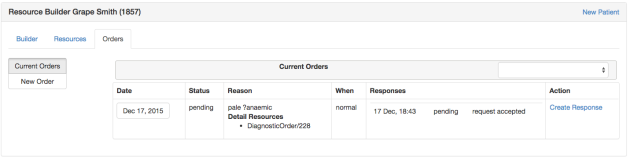 Resource Builder Grape Smith (1857) New Patient
Builder Resources Orders
Current Orders
New Order
Current Orders
Date Status Reason When Responses Action
Dec 17, 2015 pending pale ?anaemic normal 17 Dec, 18:43 pending request accepted Create Response
Detail Resources
• DiagnosticOrder/228